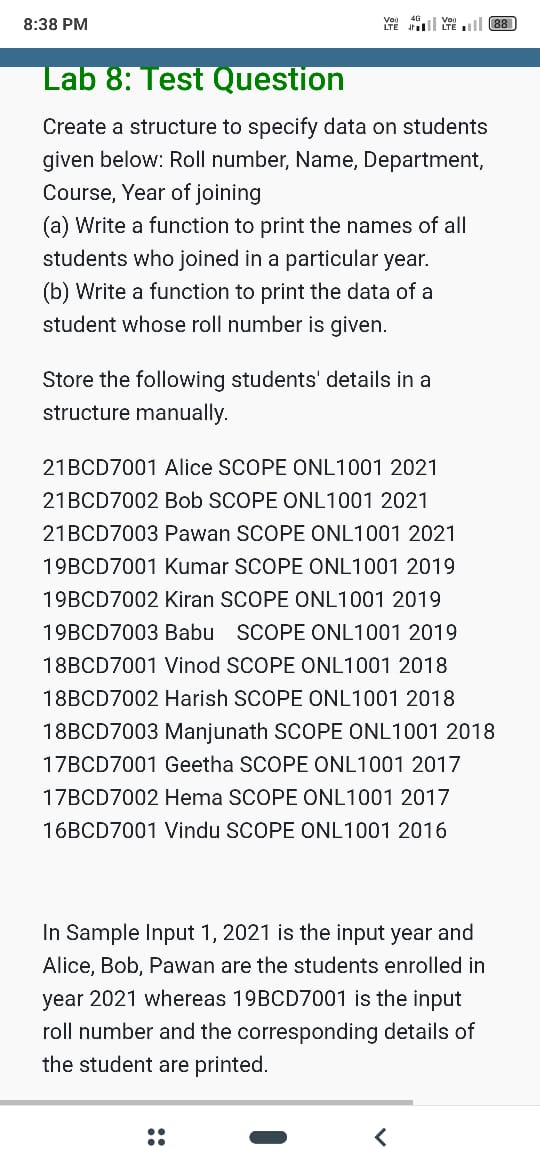 8:38 PM
Vo) LTE 4G Vo) LTE 88
Lab 8: Test Question
Create a structure to specify data on students
given below: Roll number, Name, Department,
Course, Year of joining
(a) Write a function to print the names of all
students who joined in a particular year.
(b) Write a function to print the data of a
student whose roll number is given.
Store the following students' details in a
structure manually.
21BCD7001 Alice SCOPE ONL1001 2021
21BCD7002 Bob SCOPE ONL1001 2021
21BCD7003 Pawan SCOPE ONL1001 2021
19BCD7001 Kumar SCOPE ONL1001 2019
19BCD7002 Kiran SCOPE ONL1001 2019
19BCD7003 Babu SCOPE ONL1001 2019
18BCD7001 Vinod SCOPE ONL1001 2018
18BCD7002 Harish SCOPE ONL1001 2018
18BCD7003 Manjunath SCOPE ONL1001 2018
17BCD7001 Geetha SCOPE ONL1001 2017
17BCD7002 Hema SCOPE ONL1001 2017
16BCD7001 Vindu SCOPE ONL1001 2016
In Sample Input 1, 2021 is the input year and
Alice, Bob, Pawan are the students enrolled in
year 2021 whereas 19BCD7001 is the input
roll number and the corresponding details of
the student are printed.